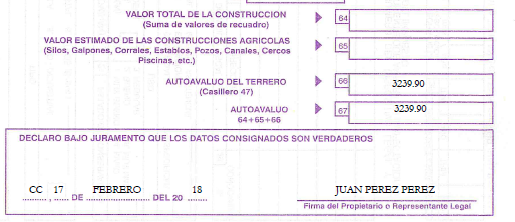 VALOR TOTAL DE LA CONSTRUCCION 64
(Suma de valores de recuadro)
VALOR ESTIMADO DE LAS CONSTRUCCIONES AGRICOLAS 65
(Silos, Galpones, Corrales, Establos, Pozos, Canales, Cercos
Piscinas, etc.)
AUTOAVALUO DEL TERRERO 66 3239.90
(Casillero 47)
AUTOAVALUO 67 3239.90
64+65+66
DECLARO BAJO JURAMENTO QUE LOS DATOS CONSIGNADOS SON VERDADEROS
CC 17 FEBRERO 18 JUAN PEREZ PEREZ
.........., ...... DE ........................ DEL 20 .......
Firma del Propietario o Representante Legal